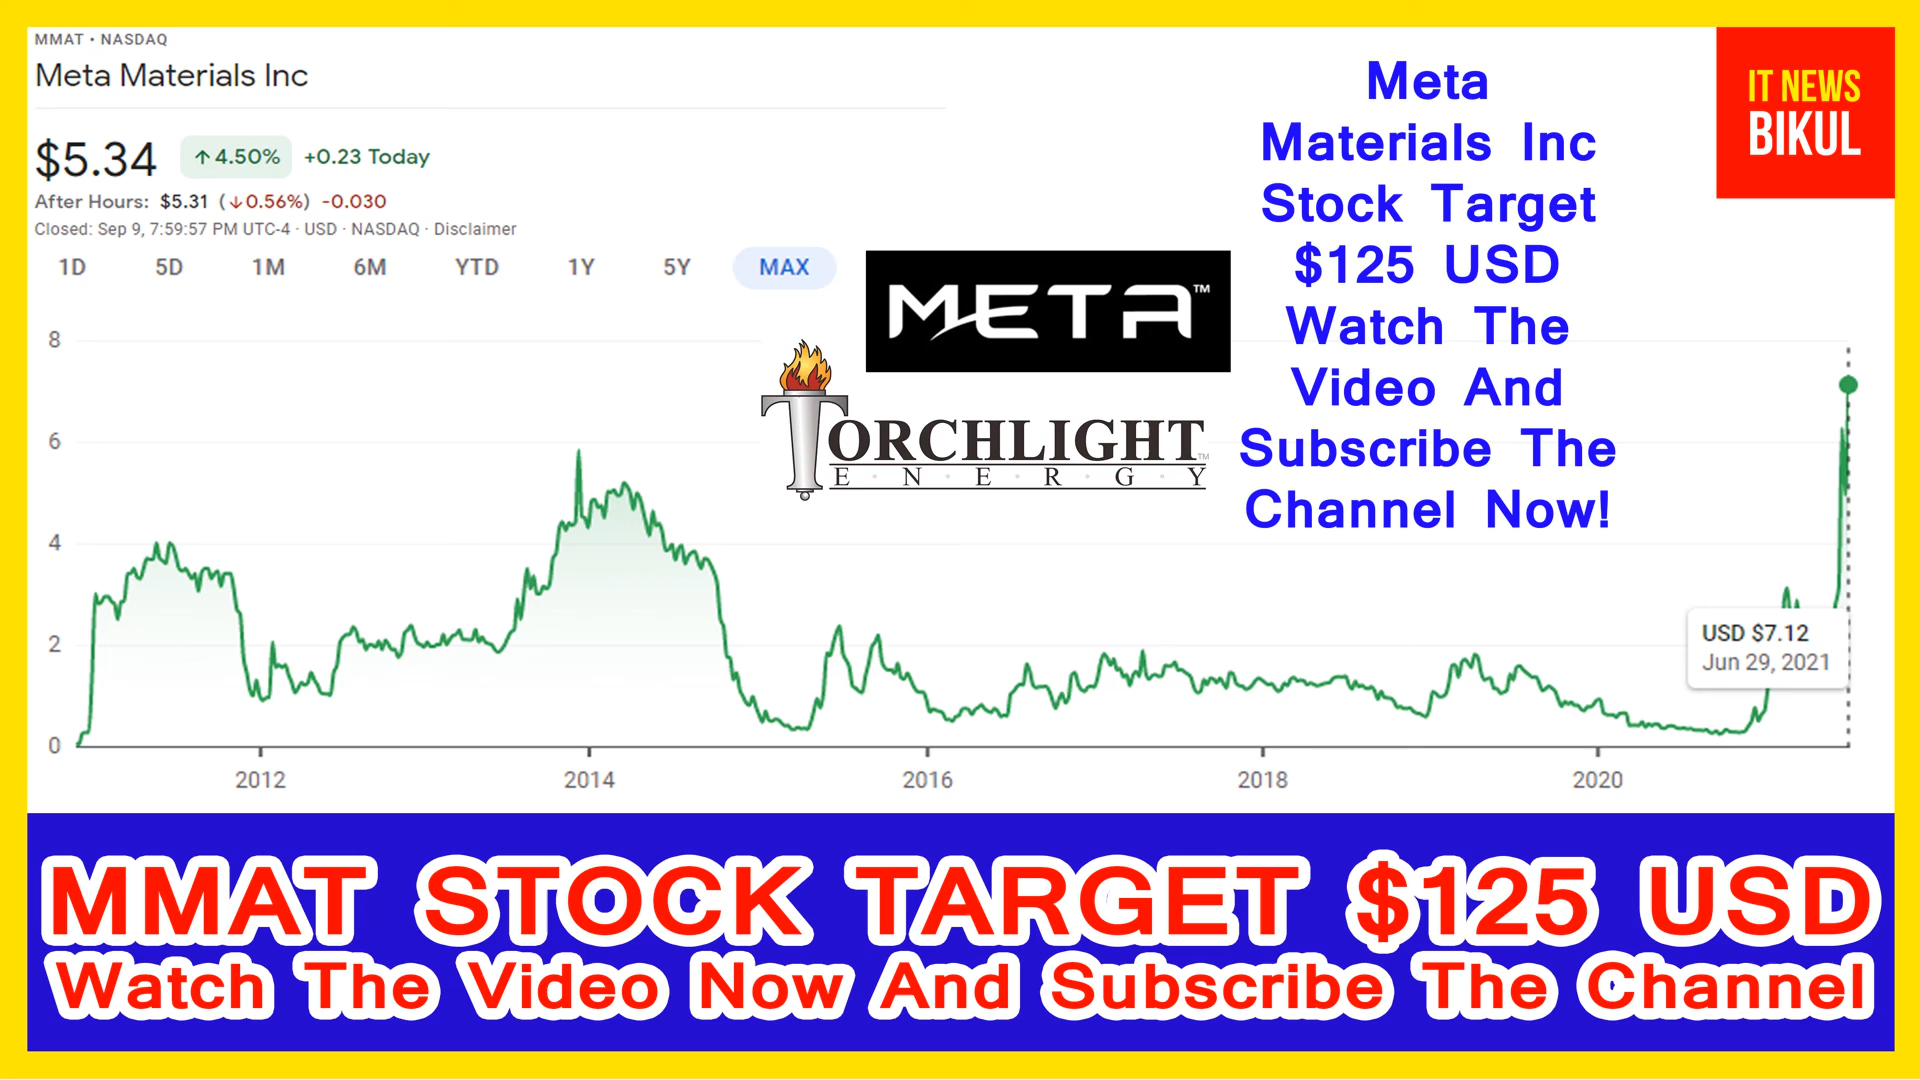 MMAT • NASDAQ
Meta Materials Inc
$5.34 ↑4.50% +0.23 Today
After Hours: $5.31 (↓0.56%) -0.030
Closed: Sep 9, 7:59:57 PM UTC-4 · USD · NASDAQ · Disclaimer
1D 5D 1M 6M YTD 1Y 5Y MAX
META™
TORCHLIGHT™
E · N · E · R · G · Y
Meta
Materials Inc
Stock Target
$125 USD
Watch The
Video And
Subscribe The
Channel Now!
IT NEWS
BIKUL
8
6
4
2
0
USD $7.12
Jun 29, 2021
2012 2014 2016 2018 2020
MMAT STOCK TARGET $125 USD
Watch The Video Now And Subscribe The Channel